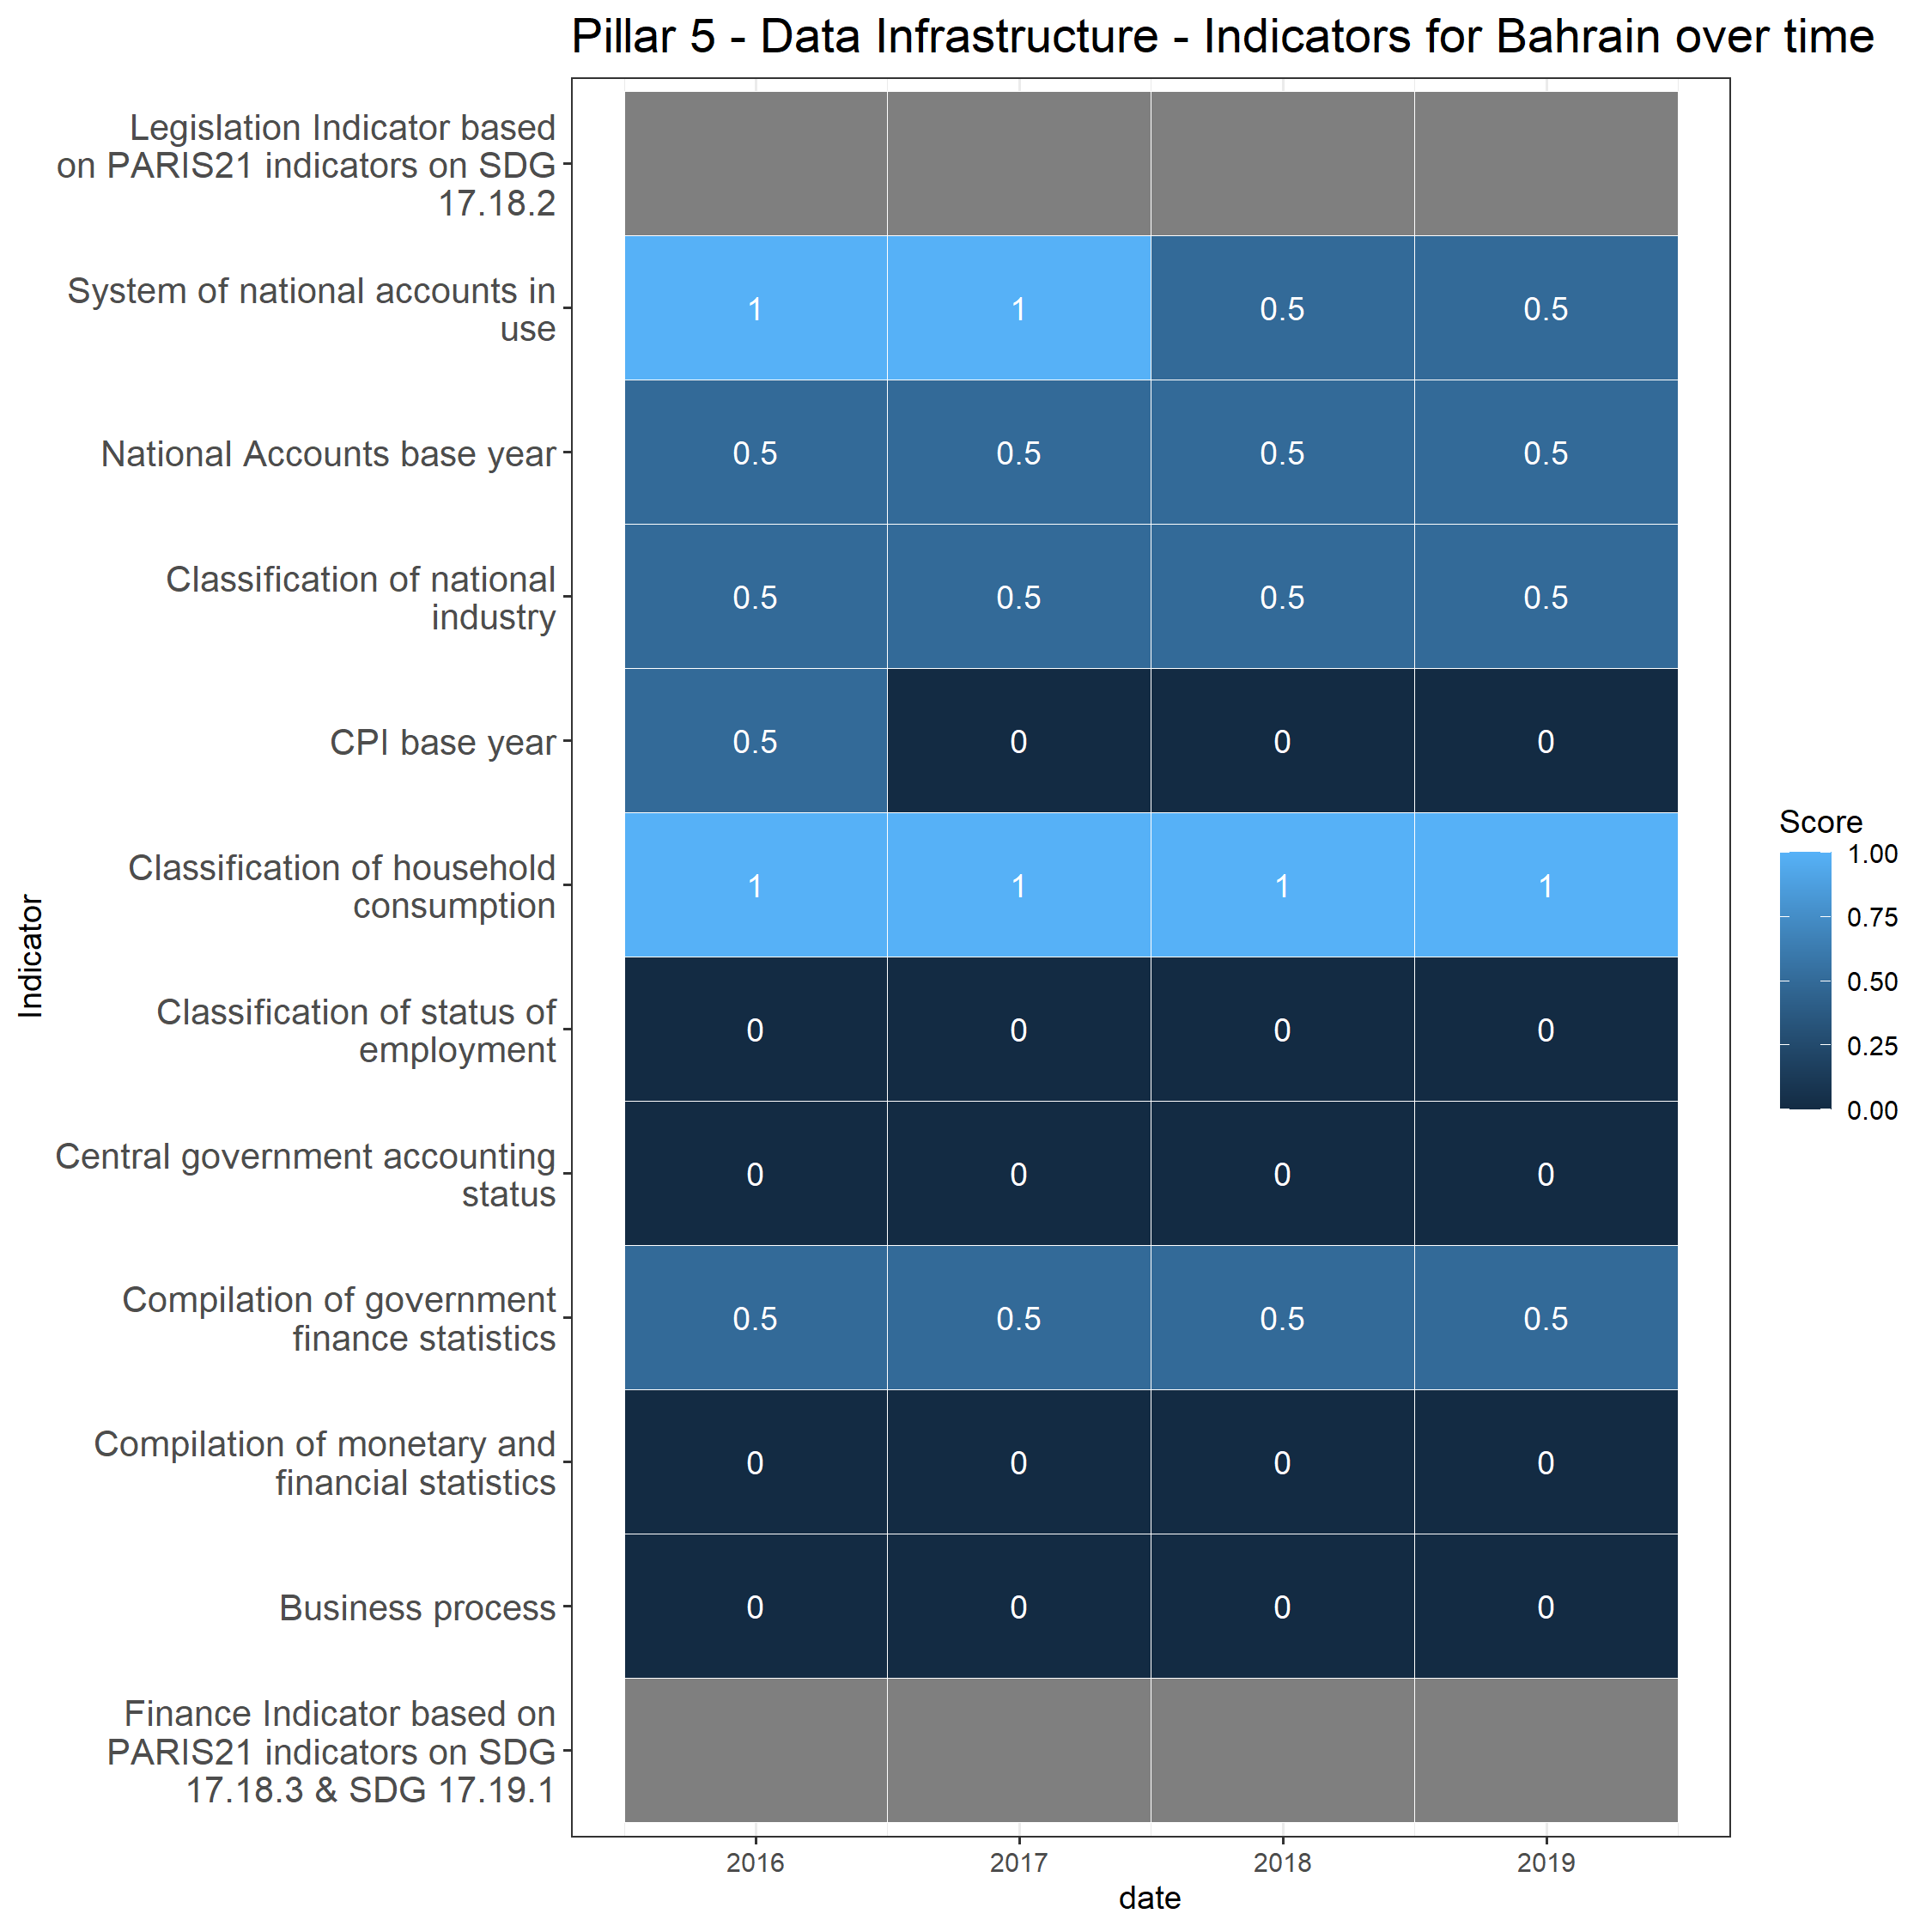 Pillar 5 - Data Infrastructure - Indicators for Bahrain over time
Legislation Indicator based
on PARIS21 indicators on SDG
17.18.2
System of national accounts in
use
1 1 0.5 0.5
National Accounts base year
0.5 0.5 0.5 0.5
Classification of national
industry
0.5 0.5 0.5 0.5
CPI base year
0.5 0 0 0
Classification of household
consumption
1 1 1 1
Classification of status of
employment
0 0 0 0
Central government accounting
status
0 0 0 0
Compilation of government
finance statistics
0.5 0.5 0.5 0.5
Compilation of monetary and
financial statistics
0 0 0 0
Business process
0 0 0 0
Finance Indicator based on
PARIS21 indicators on SDG
17.18.3 & SDG 17.19.1
2016 2017 2018 2019
date
Indicator
Score
1.00
0.75
0.50
0.25
0.00